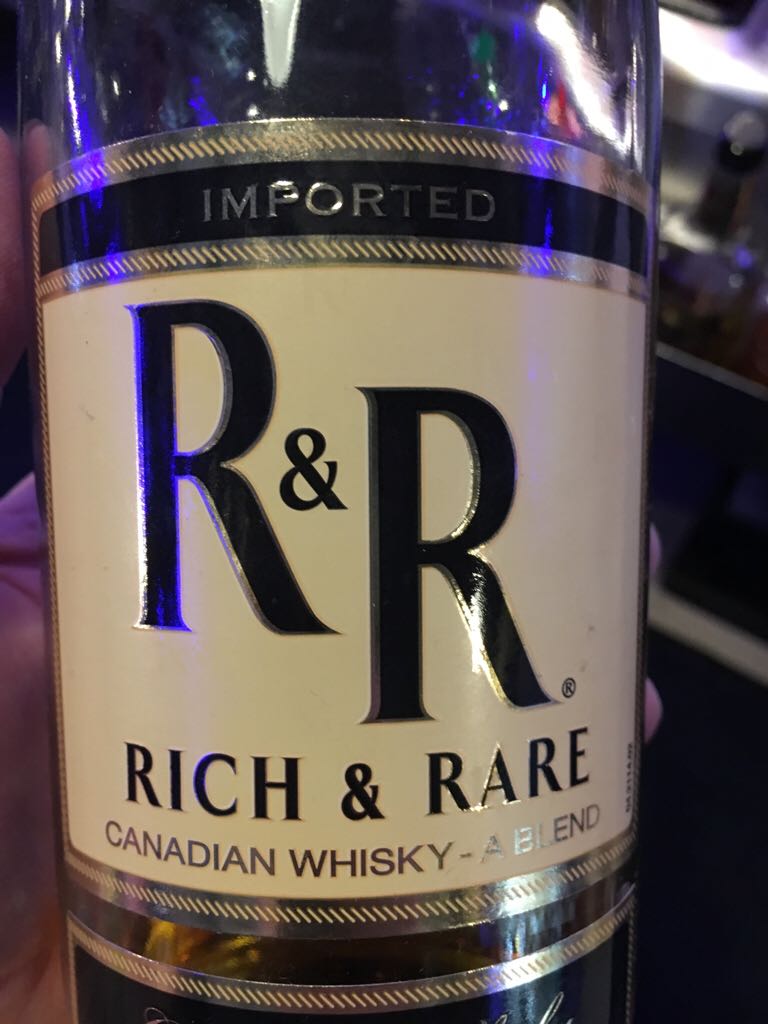 IMPORTED
R&R®
RICH & RARE
CANADIAN WHISKY - A BLEND